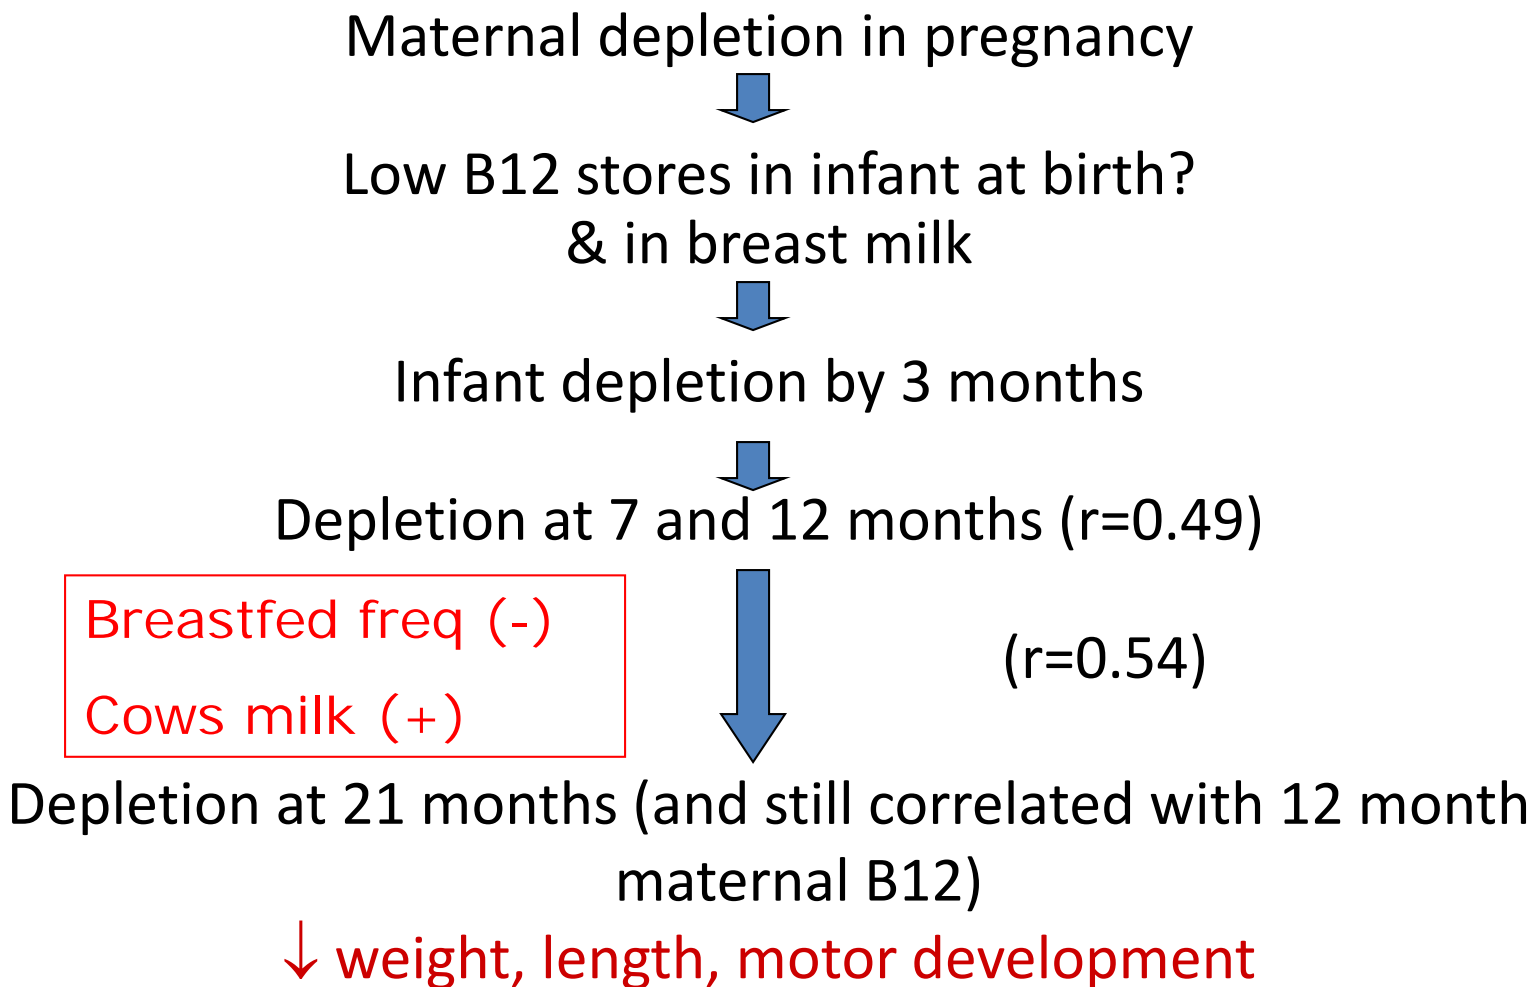 Maternal depletion in pregnancy
Low B12 stores in infant at birth?
& in breast milk
Infant depletion by 3 months
Depletion at 7 and 12 months (r=0.49)
Breastfed freq (-)
Cows milk (+)
(r=0.54)
Depletion at 21 months (and still correlated with 12 month
maternal B12)
↓ weight, length, motor development